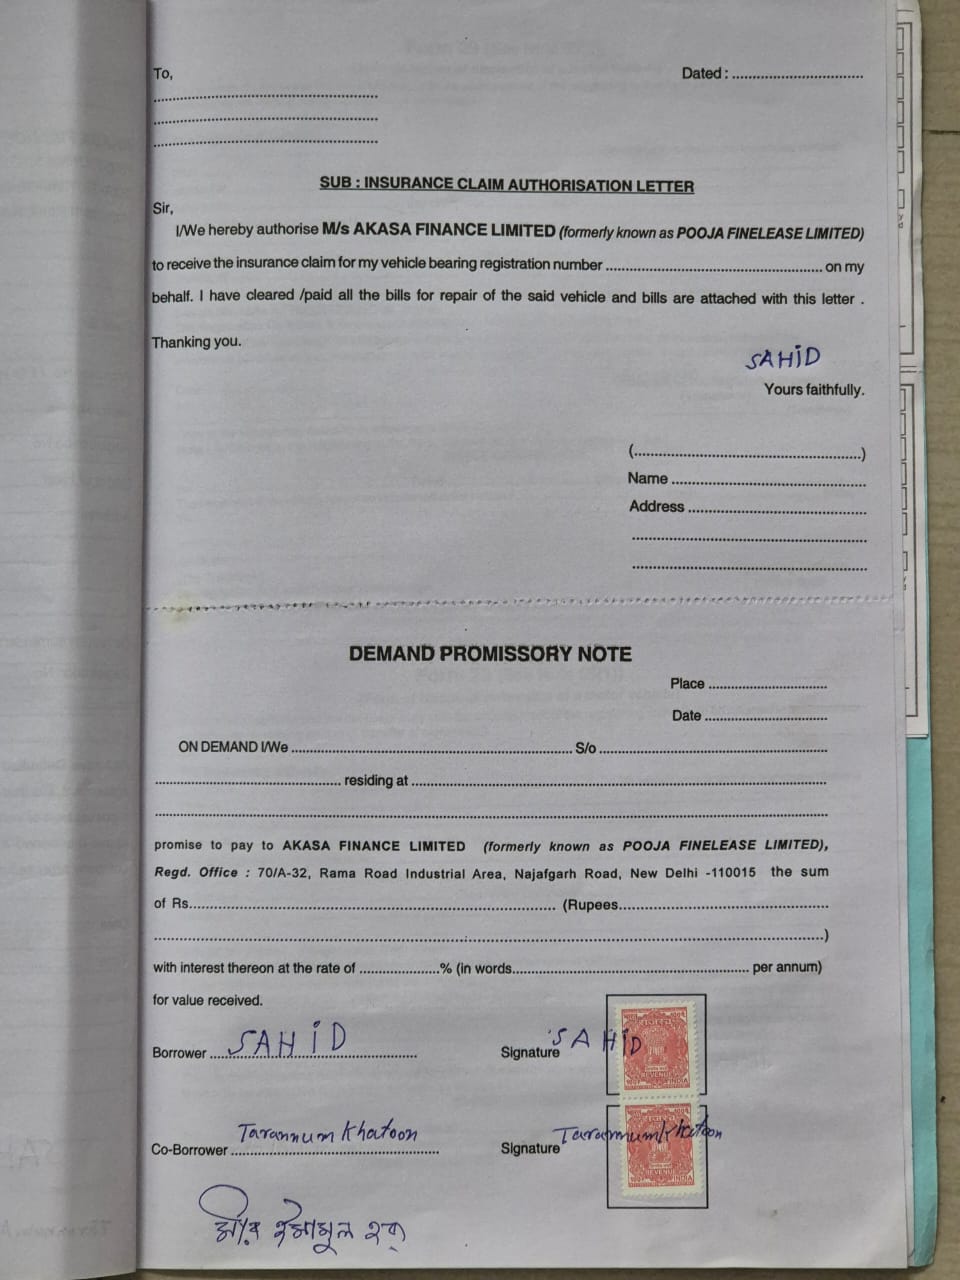 To,
Dated : ................................
........................................................
........................................................
........................................................
SUB : INSURANCE CLAIM AUTHORISATION LETTER
Sir,
I/We hereby authorise M/s AKASA FINANCE LIMITED (formerly known as POOJA FINELEASE LIMITED)
to receive the insurance claim for my vehicle bearing registration number ...................................................... on my
behalf. I have cleared /paid all the bills for repair of the said vehicle and bills are attached with this letter .
Thanking you.
SAHiD
Yours faithfully.
(.........................................................)
Name ................................................
Address ............................................
...........................................................
...........................................................
DEMAND PROMISSORY NOTE
Place .............................
Date ..............................
ON DEMAND I/We ...................................................................... S/o .........................................................
.............................................. residing at ........................................................................................................
........................................................................................................................................................................
promise to pay to AKASA FINANCE LIMITED (formerly known as POOJA FINELEASE LIMITED),
Regd. Office : 70/A-32, Rama Road Industrial Area, Najafgarh Road, New Delhi -110015 the sum
of Rs............................................................................................ (Rupees....................................................
.......................................................................................................................................................................)
with interest thereon at the rate of ....................% (in words........................................................... per annum)
for value received.
Borrower SAHiD
Signature SAHiD
REVENUE
INDIA
Co-Borrower Tarannum Khatoon
Signature Tarannum Khatoon
REVENUE
INDIA
মীর ইমামুল হক্